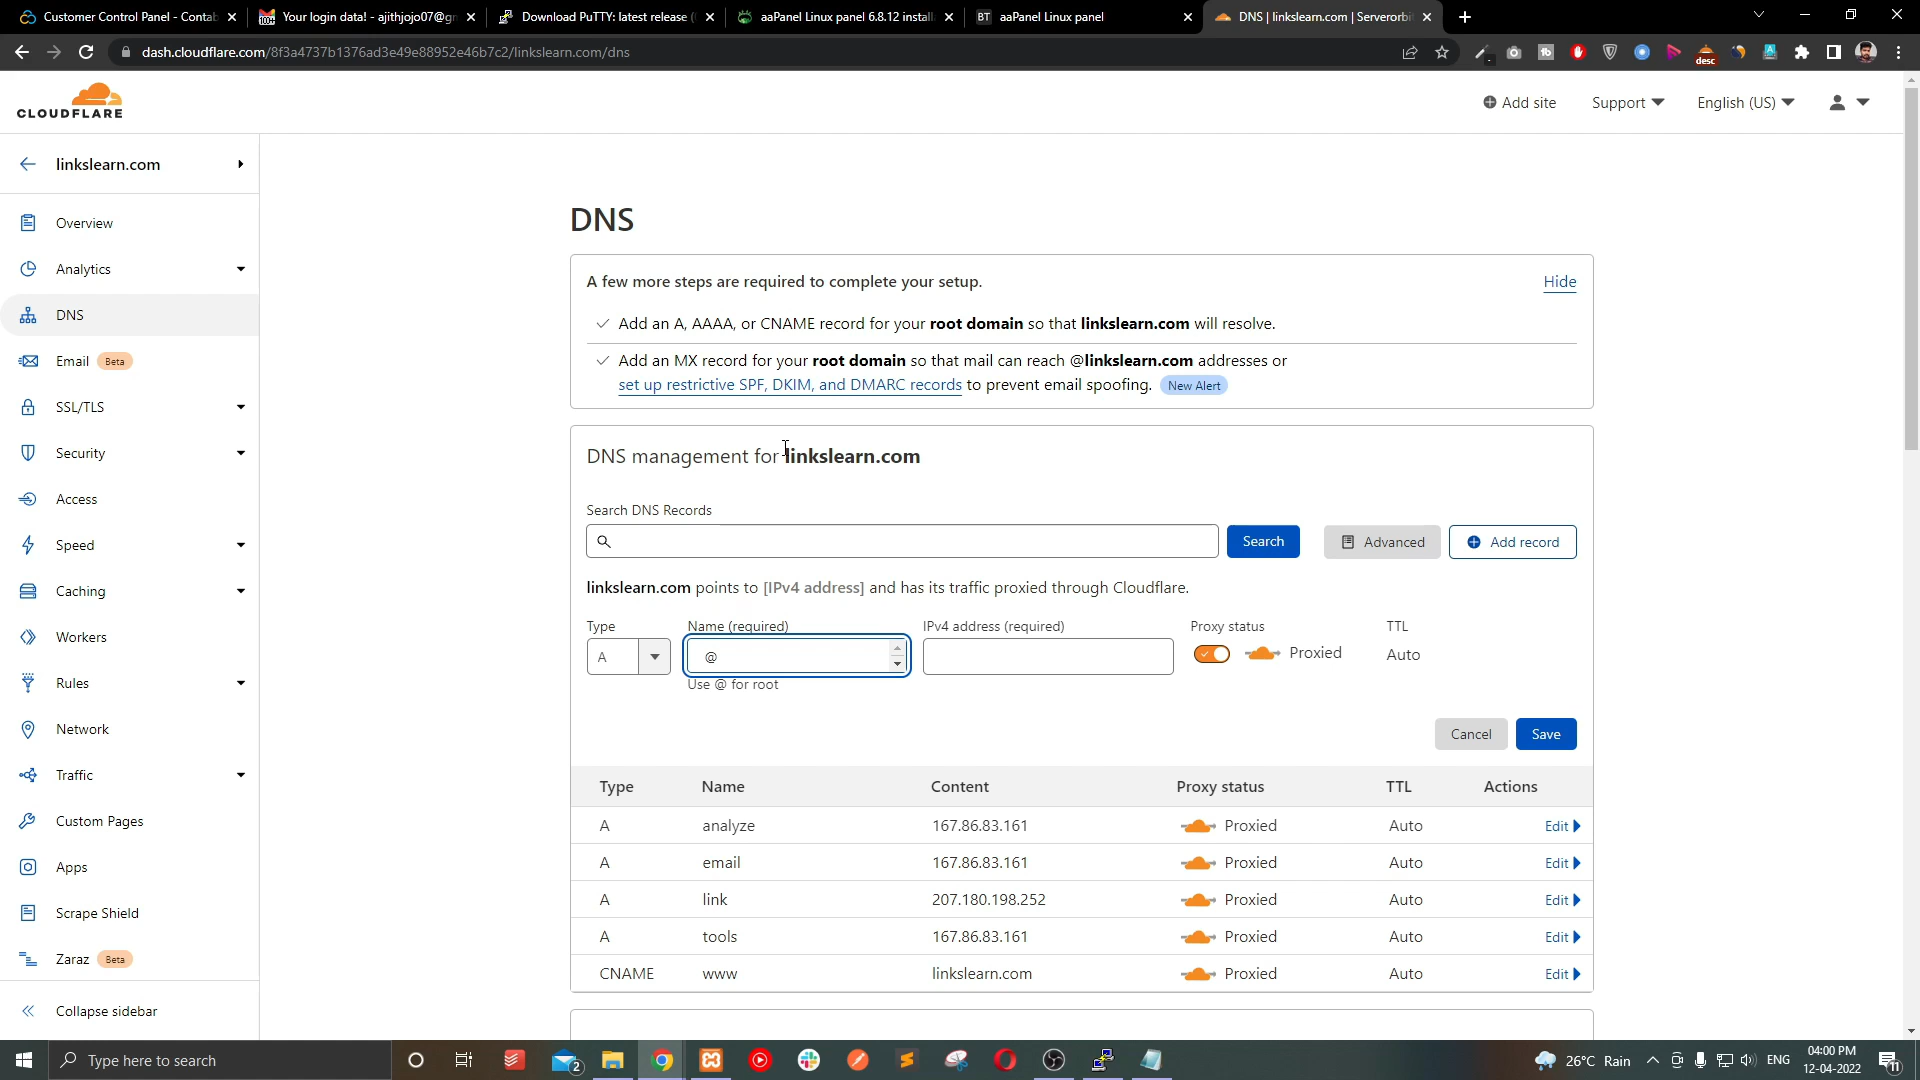 Customer Control Panel - Contab
Your login data! - ajithjojo07@gm
Download PuTTY: latest release (
aaPanel Linux panel 6.8.12 install
BT aaPanel Linux panel
DNS | linkslearn.com | Serverorbit
dash.cloudflare.com/8f3a4737b1376ad3e49e88952e46b7c2/linkslearn.com/dns
desc
CLOUDFLARE
Add site
Support
English (US)
linkslearn.com
Overview
Analytics
DNS
Email Beta
SSL/TLS
Security
Access
Speed
Caching
Workers
Rules
Network
Traffic
Custom Pages
Apps
Scrape Shield
Zaraz Beta
Collapse sidebar
DNS
A few more steps are required to complete your setup.
Hide
Add an A, AAAA, or CNAME record for your root domain so that linkslearn.com will resolve.
Add an MX record for your root domain so that mail can reach @linkslearn.com addresses or
set up restrictive SPF, DKIM, and DMARC records to prevent email spoofing. New Alert
DNS management for linkslearn.com
Search DNS Records
Search
Advanced
Add record
linkslearn.com points to [IPv4 address] and has its traffic proxied through Cloudflare.
Type Name (required) IPv4 address (required) Proxy status TTL
A @ Proxied Auto
Use @ for root
Cancel
Save
Type Name Content Proxy status TTL Actions
A analyze 167.86.83.161 Proxied Auto Edit
A email 167.86.83.161 Proxied Auto Edit
A link 207.180.198.252 Proxied Auto Edit
A tools 167.86.83.161 Proxied Auto Edit
CNAME www linkslearn.com Proxied Auto Edit
Type here to search
2
26°C Rain
ENG
04:00 PM
12-04-2022
11